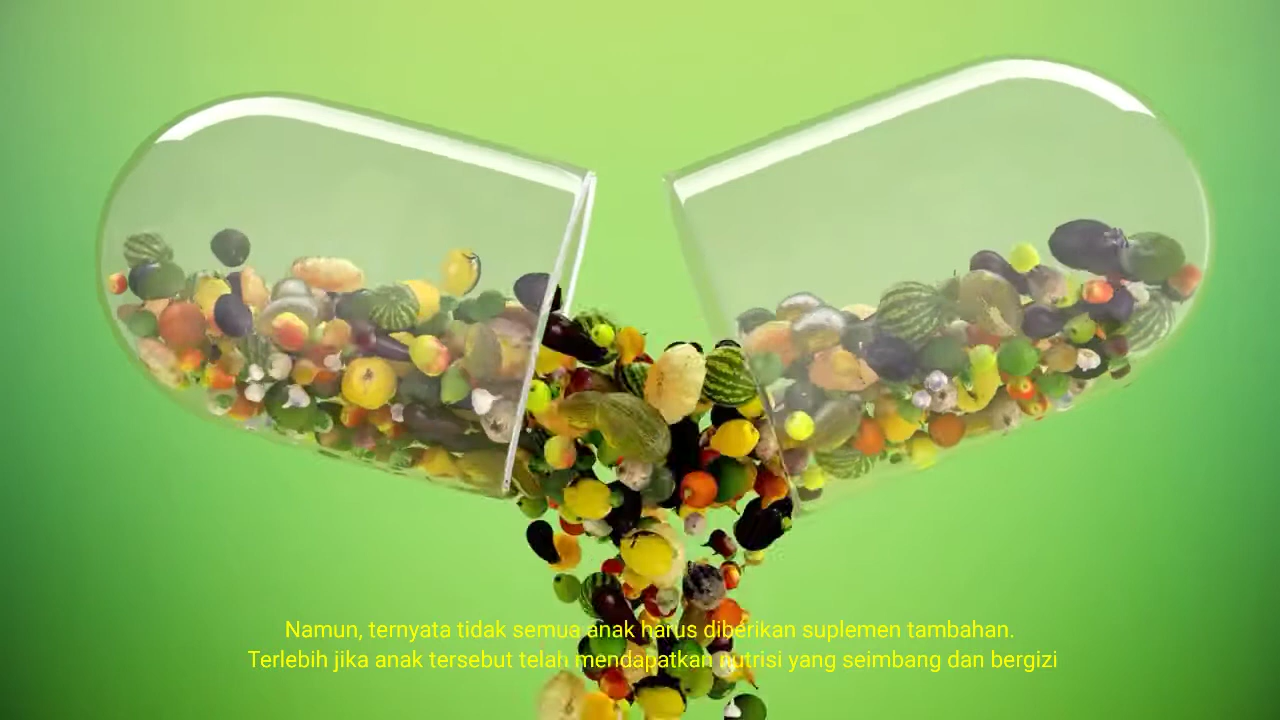 Namun, ternyata tidak semua anak harus diberikan suplemen tambahan.
Terlebih jika anak tersebut telah mendapatkan nutrisi yang seimbang dan bergizi